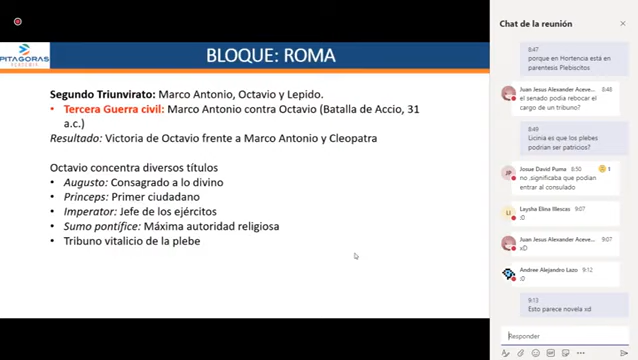 PITAGORAS
ACADEMY
BLOQUE: ROMA
Segundo Triunvirato: Marco Antonio, Octavio y Lepido.
• Tercera Guerra civil: Marco Antonio contra Octavio (Batalla de Accio, 31
a.c.)
Resultado: Victoria de Octavio frente a Marco Antonio y Cleopatra
Octavio concentra diversos títulos
• Augusto: Consagrado a lo divino
• Princeps: Primer ciudadano
• Imperator: Jefe de los ejércitos
• Sumo pontífice: Máxima autoridad religiosa
• Tribuno vitalicio de la plebe
Chat de la reunión
8:47
porque en Hortencia está en
parentesis Plebiscitos
Juan Jesus Alexander Aceve... 8:48
el senado podia rebocar el
cargo de un tribuno?
8:49
Licinia es que los plebes
podrian ser patricios?
JP
Josue David Puma 8:50
1
no ,significaba que podian
entrar al consulado
LI
Leysha Elina Illescas 9:07
:0
Juan Jesus Alexander Aceve... 9:07
xD
Andree Alejandro Lazo 9:12
:0
9:13
Esto parece novela xd
Responder